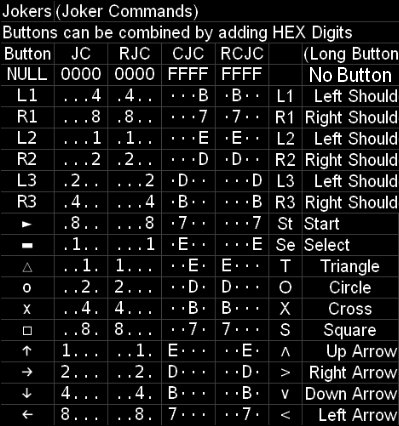 Jokers (Joker Commands)
Buttons can be combined by adding HEX Digits
Button JC RJC CJC RCJC (Long Button
NULL 0000 0000 FFFF FFFF No Button
L1 ...4 .4.. ···B ·B·· L1 Left Should
R1 ...8 .8.. ···7 ·7·· R1 Right Should
L2 ...1 .1.. ···E ·E·· L2 Left Should
R2 ...2 .2.. ···D ·D·· R2 Right Should
L3 .2.. ...2 ·D·· ···D L3 Left Should
R3 .4.. ...4 ·B·· ···B R3 Right Should
► .8.. ...8 ·7·· ···7 St Start
▬ .1.. ...1 ·E·· ···E Se Select
△ ..1. 1... ··E· E··· T Triangle
o ..2. 2... ··D· D··· O Circle
x ..4. 4... ··B· B··· X Cross
□ ..8. 8... ··7· 7··· S Square
↑ 1... ..1. E··· ··E· ʌ Up Arrow
→ 2... ..2. D··· ··D· > Right Arrow
↓ 4... ..4. B··· ··B· v Down Arrow
← 8... ..8. 7··· ··7· < Left Arrow